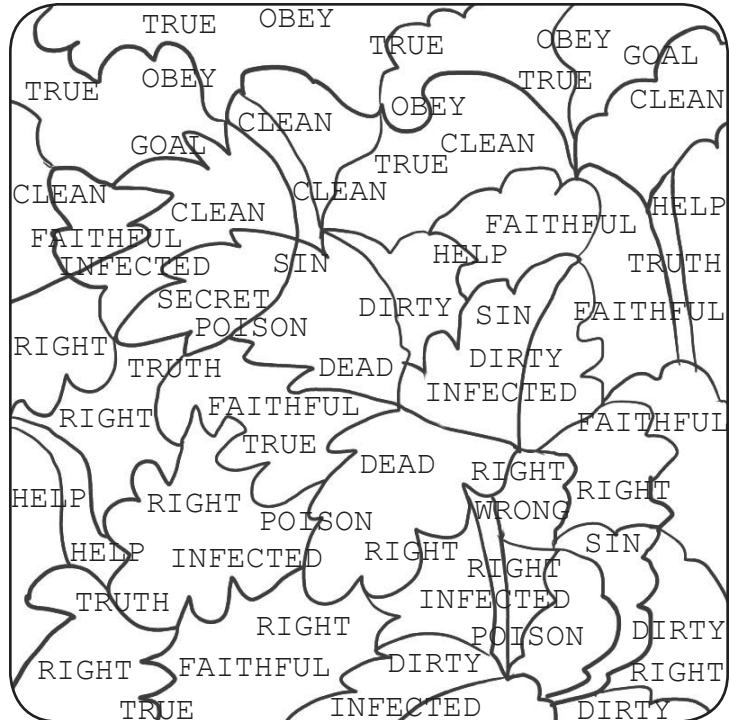 TRUE
OBEY
TRUE
OBEY
GOAL
TRUE
OBEY
TRUE
CLEAN
OBEY
CLEAN
GOAL
CLEAN
TRUE
CLEAN
CLEAN
CLEAN
HELP
FAITHFUL
FAITHFUL
HELP
INFECTED
SIN
TRUTH
SECRET
DIRTY
SIN
FAITHFUL
POISON
RIGHT
TRUTH
DEAD
DIRTY
INFECTED
RIGHT
FAITHFUL
FAITHFUL
TRUE
DEAD
RIGHT
HELP
RIGHT
RIGHT
POISON
WRONG
HELP
INFECTED
RIGHT
SIN
RIGHT
TRUTH
INFECTED
RIGHT
POISON
DIRTY
RIGHT
FAITHFUL
DIRTY
RIGHT
TRUE
INFECTED
DIRTY